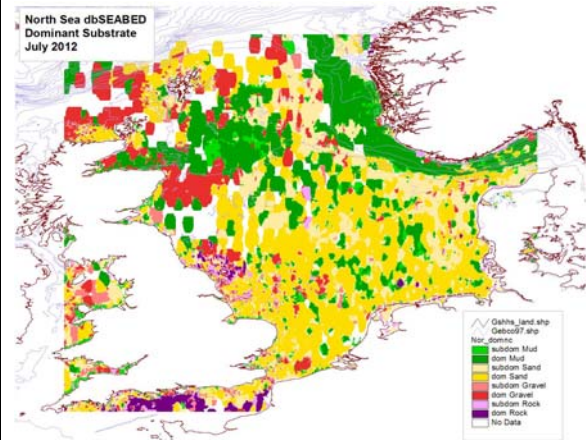 North Sea dbSEABED
Dominant Substrate
July 2012
Gshhs_land.shp
Gebco97.shp
Nor_domnc
subdom Mud
dom Mud
subdom Sand
dom Sand
subdom Gravel
dom Gravel
subdom Rock
dom Rock
No Data